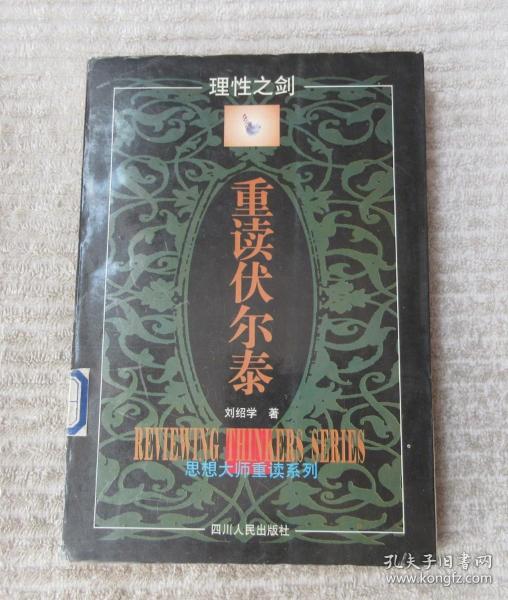 理性之剑
重读伏尔泰
刘绍学 著
REVIEWING THINKERS SERIES
思想大师重读系列
四川人民出版社
孔夫子旧书网
www.kongfz.com